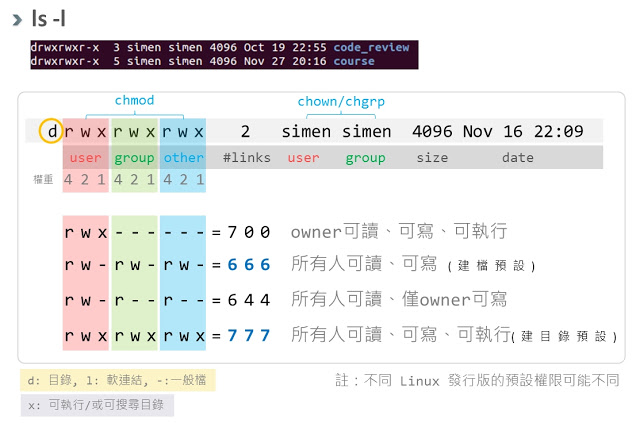 ls -l
drwxrwxr-x 3 simen simen 4096 Oct 19 22:55 code_review
drwxrwxr-x 5 simen simen 4096 Nov 27 20:16 course
chmod chown/chgrp
d r w x r w x r w x 2 simen simen 4096 Nov 16 22:09
user group other #links user group size date
權重 4 2 1 4 2 1 4 2 1
r w x - - - - - - = 7 0 0 owner可讀、可寫、可執行
r w - r w - r w - = 6 6 6 所有人可讀、可寫 (建檔預設)
r w - r - - r - - = 6 4 4 所有人可讀、僅owner可寫
r w x r w x r w x = 7 7 7 所有人可讀、可寫、可執行(建目錄預設)
d: 目錄, l: 軟連結, -:一般檔 註：不同 Linux 發行版的預設權限可能不同
x: 可執行/或可搜尋目錄